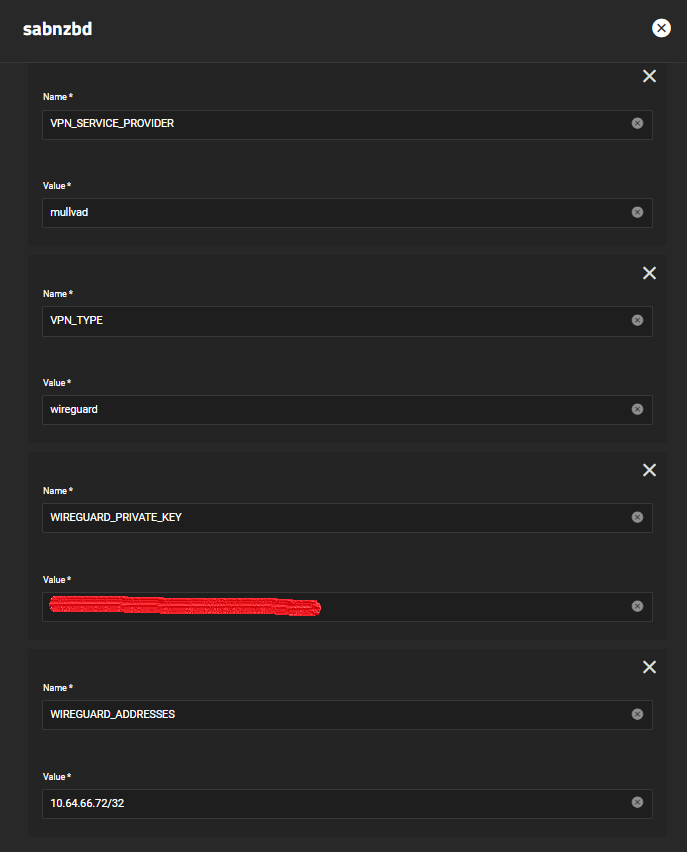 sabnzbd
Name *
VPN_SERVICE_PROVIDER
Value *
mullvad
Name *
VPN_TYPE
Value *
wireguard
Name *
WIREGUARD_PRIVATE_KEY
Value *
Name *
WIREGUARD_ADDRESSES
Value *
10.64.66.72/32